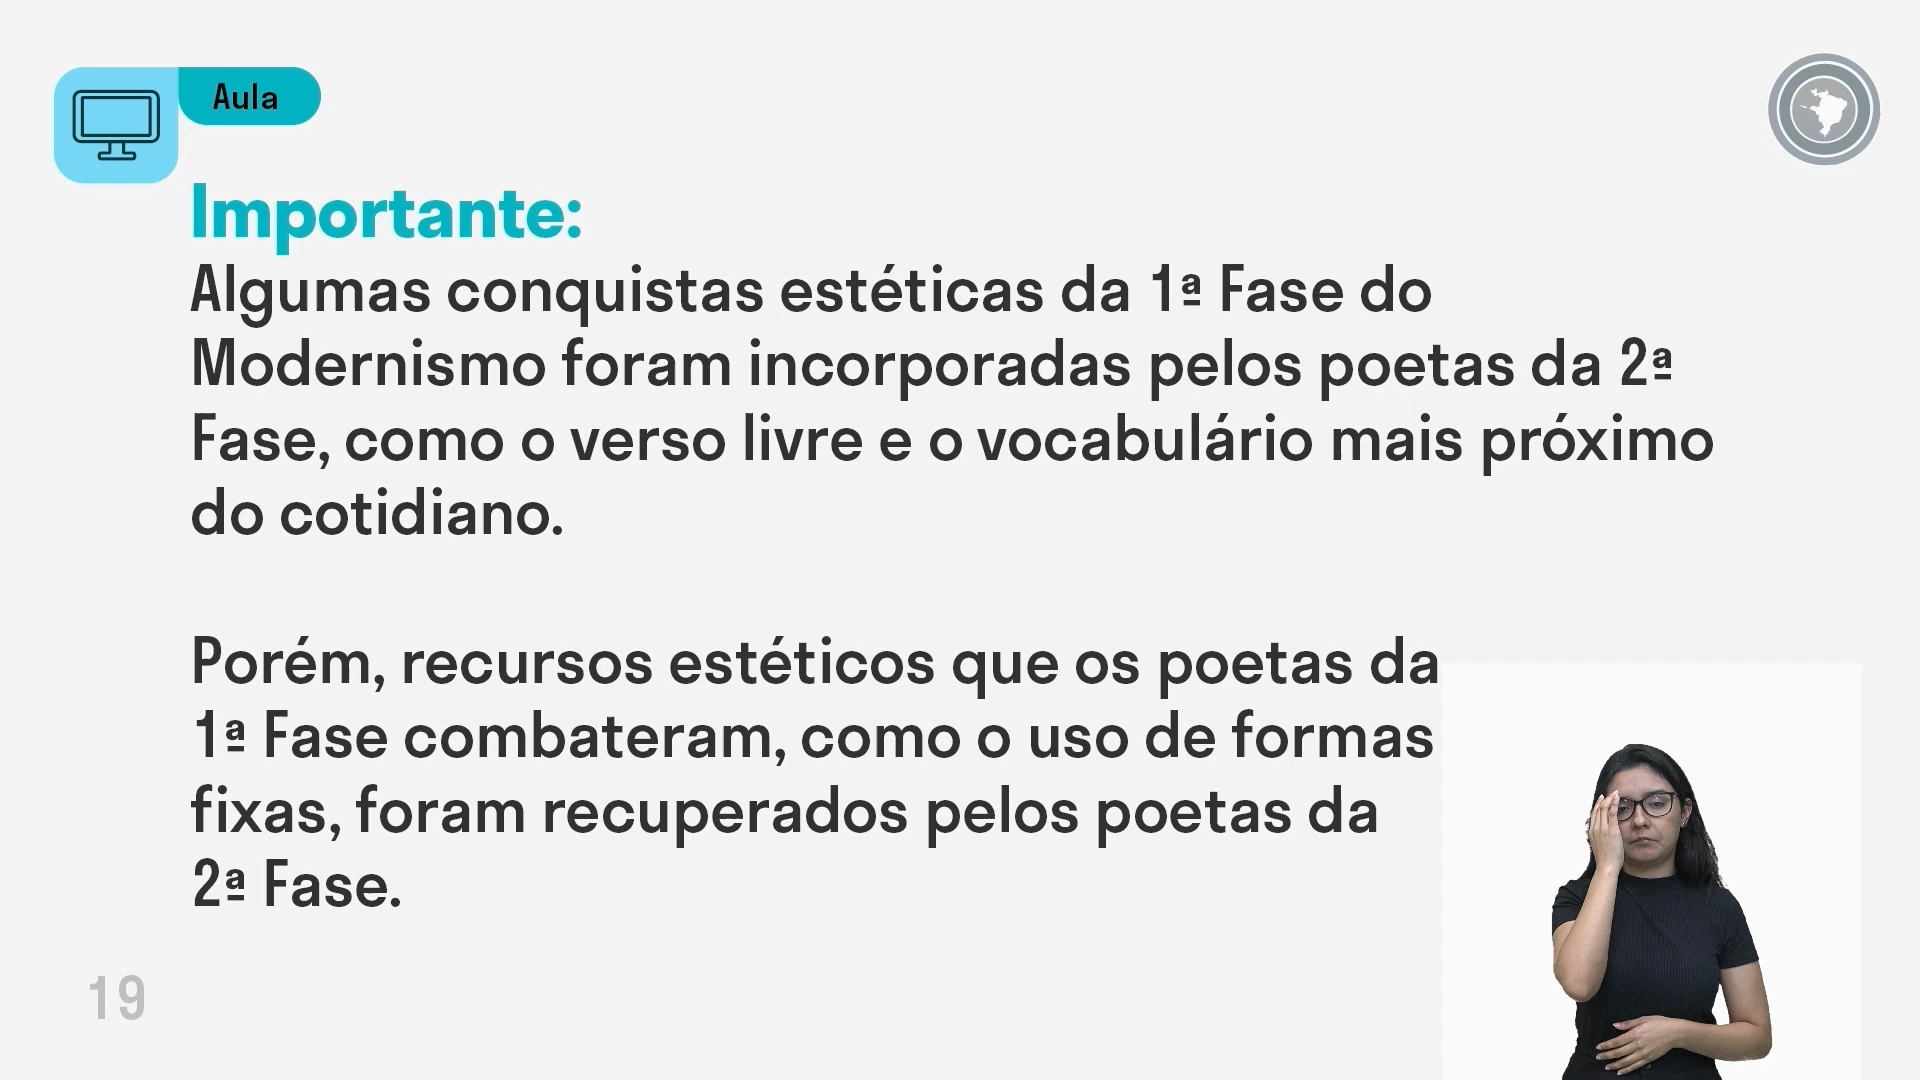 Aula
Importante:
Algumas conquistas estéticas da 1ª Fase do
Modernismo foram incorporadas pelos poetas da 2ª
Fase, como o verso livre e o vocabulário mais próximo
do cotidiano.
Porém, recursos estéticos que os poetas da
1ª Fase combateram, como o uso de formas
fixas, foram recuperados pelos poetas da
2ª Fase.
19